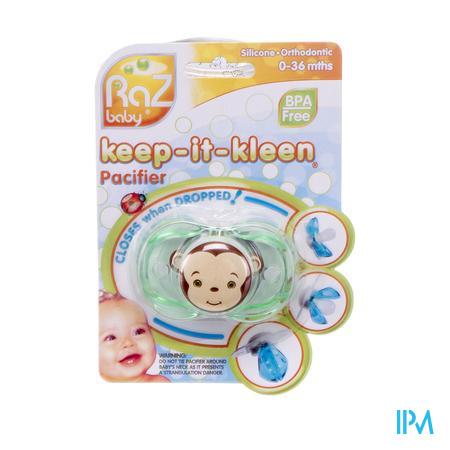 RaZ
baby
Silicone • Orthodontic
0-36 mths
BPA
Free
keep-it-kleen®
Pacifier
CLOSES when DROPPED!
WARNING:
DO NOT TIE PACIFIER AROUND
BABY'S NECK AS IT PRESENTS
A STRANGULATION DANGER.
IPM